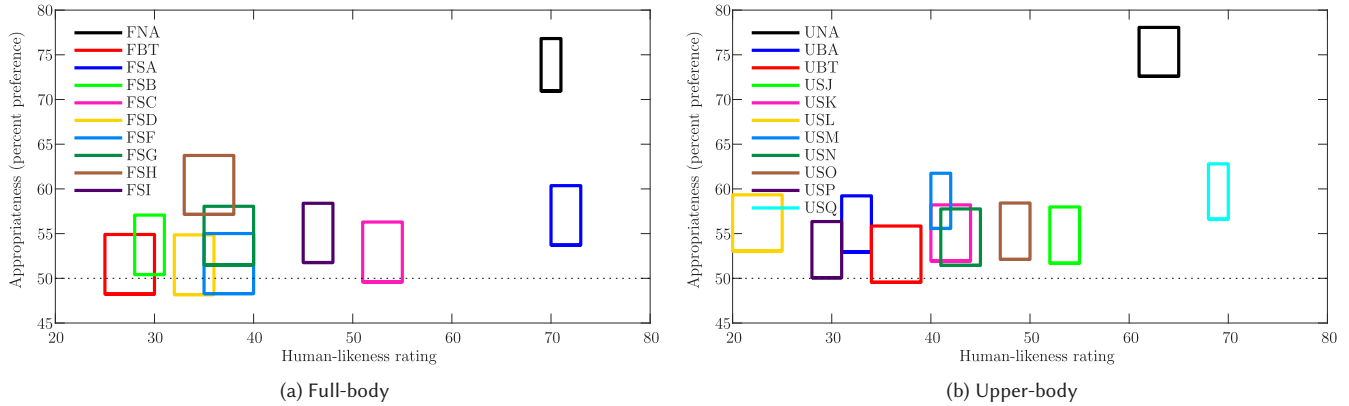 80
75
70
65
60
55
50
45
20 30 40 50 60 70 80
Appropriateness (percent preference)
Human-likeness rating
FNA
FBT
FSA
FSB
FSC
FSD
FSF
FSG
FSH
FSI
(a) Full-body
80
75
70
65
60
55
50
45
20 30 40 50 60 70 80
Appropriateness (percent preference)
Human-likeness rating
UNA
UBA
UBT
USJ
USK
USL
USM
USN
USO
USP
USQ
(b) Upper-body